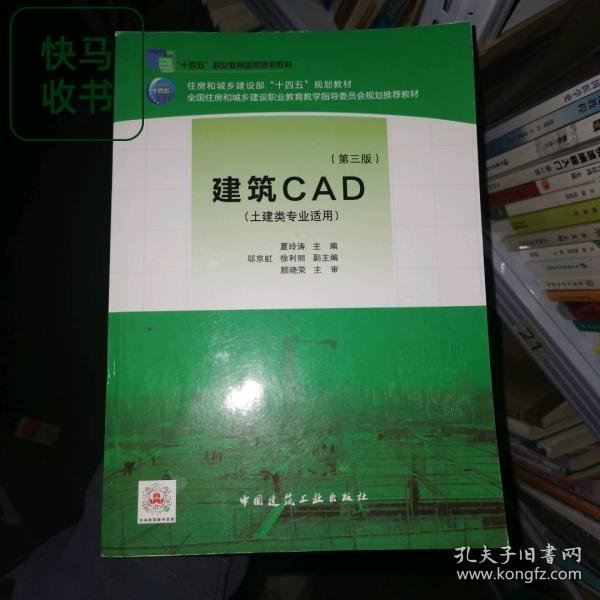 快马
收书
"十四五"职业教育国家规划教材
十四五
住房和城乡建设部"十四五"规划教材
全国住房和城乡建设职业教育教学指导委员会规划推荐教材
（第三版）
建筑CAD
（土建类专业适用）
夏玲涛 主 编
邬京虹 徐利丽 副主编
颜晓荣 主 审
中国建筑工业出版社
孔夫子旧书网
www.kongfz.com